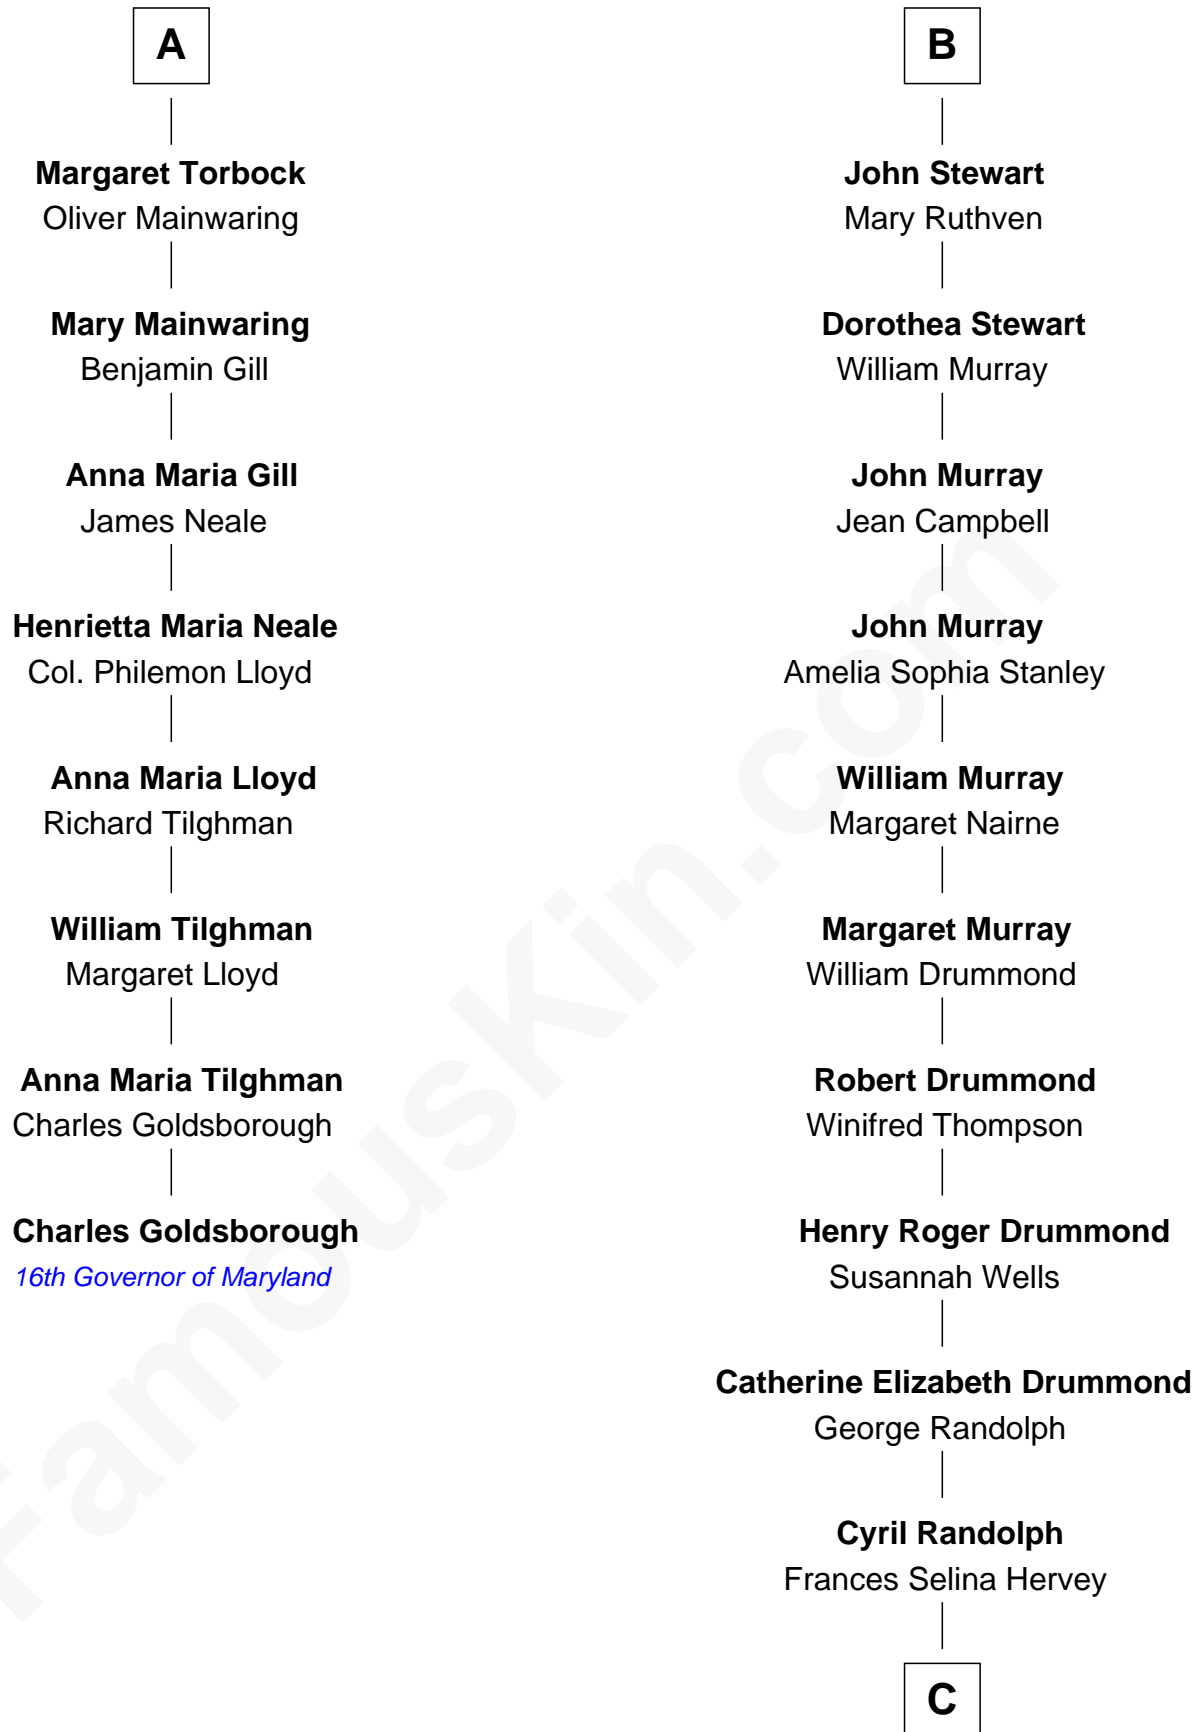 A
Margaret Torbock
Oliver Mainwaring
Mary Mainwaring
Benjamin Gill
Anna Maria Gill
James Neale
Henrietta Maria Neale
Col. Philemon Lloyd
Anna Maria Lloyd
Richard Tilghman
William Tilghman
Margaret Lloyd
Anna Maria Tilghman
Charles Goldsborough
Charles Goldsborough
16th Governor of Maryland
B
John Stewart
Mary Ruthven
Dorothea Stewart
William Murray
John Murray
Jean Campbell
John Murray
Amelia Sophia Stanley
William Murray
Margaret Nairne
Margaret Murray
William Drummond
Robert Drummond
Winifred Thompson
Henry Roger Drummond
Susannah Wells
Catherine Elizabeth Drummond
George Randolph
Cyril Randolph
Frances Selina Hervey
C
FamousKin.com